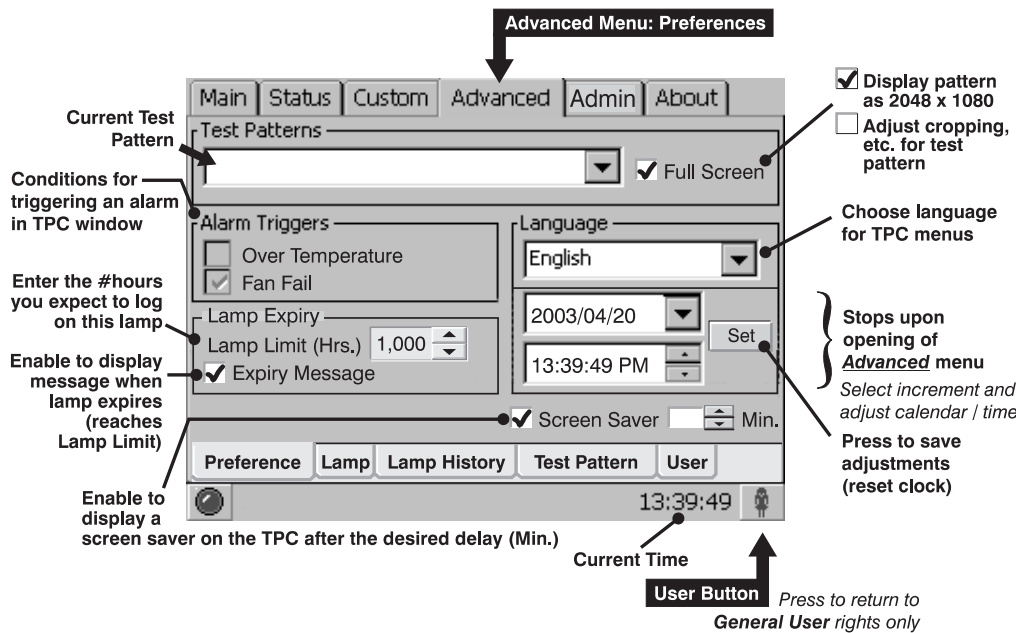 Advanced Menu: Preferences
Main Status Custom Advanced Admin About
Current Test
Pattern
Test Patterns
Full Screen
Display pattern
as 2048 x 1080
Adjust cropping,
etc. for test
pattern
Conditions for
triggering an alarm
in TPC window
Alarm Triggers
Over Temperature
Fan Fail
Language
English
Choose language
for TPC menus
Enter the #hours
you expect to log
on this lamp
Lamp Expiry
Lamp Limit (Hrs.) 1,000
Expiry Message
Enable to display
message when
lamp expires
(reaches
Lamp Limit)
2003/04/20
13:39:49 PM
Set
Stops upon
opening of
Advanced menu
Select increment and
adjust calendar / time
Press to save
adjustments
(reset clock)
Screen Saver Min.
Preference Lamp Lamp History Test Pattern User
13:39:49
Enable to
display a
screen saver on the TPC after the desired delay (Min.)
Current Time
User Button
Press to return to
General User rights only